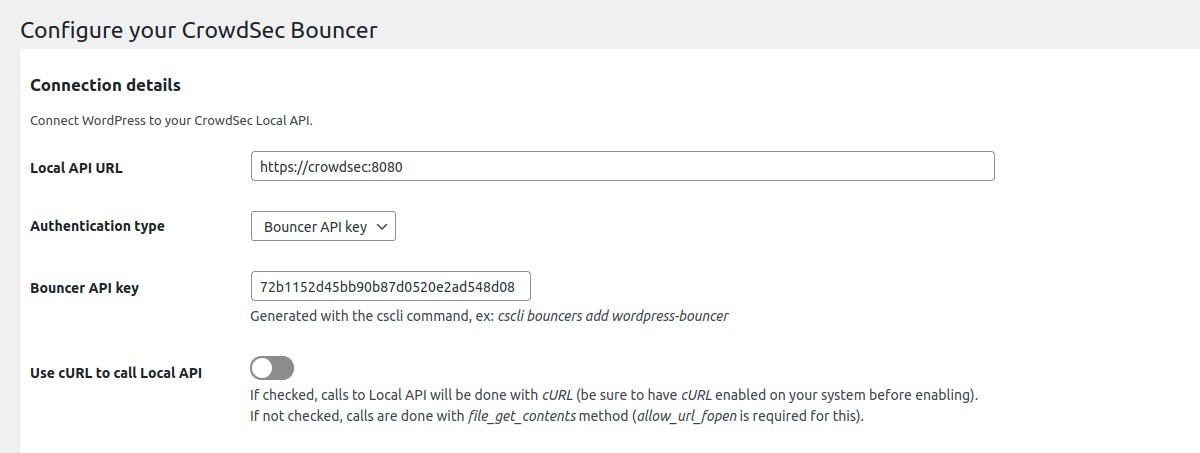 Configure your CrowdSec Bouncer
Connection details
Connect WordPress to your CrowdSec Local API.
Local API URL
https://crowdsec:8080
Authentication type
Bouncer API key
Bouncer API key
72b1152d45bb90b87d0520e2ad548d08
Generated with the cscli command, ex: cscli bouncers add wordpress-bouncer
Use cURL to call Local API
If checked, calls to Local API will be done with cURL (be sure to have cURL enabled on your system before enabling).
If not checked, calls are done with file_get_contents method (allow_url_fopen is required for this).